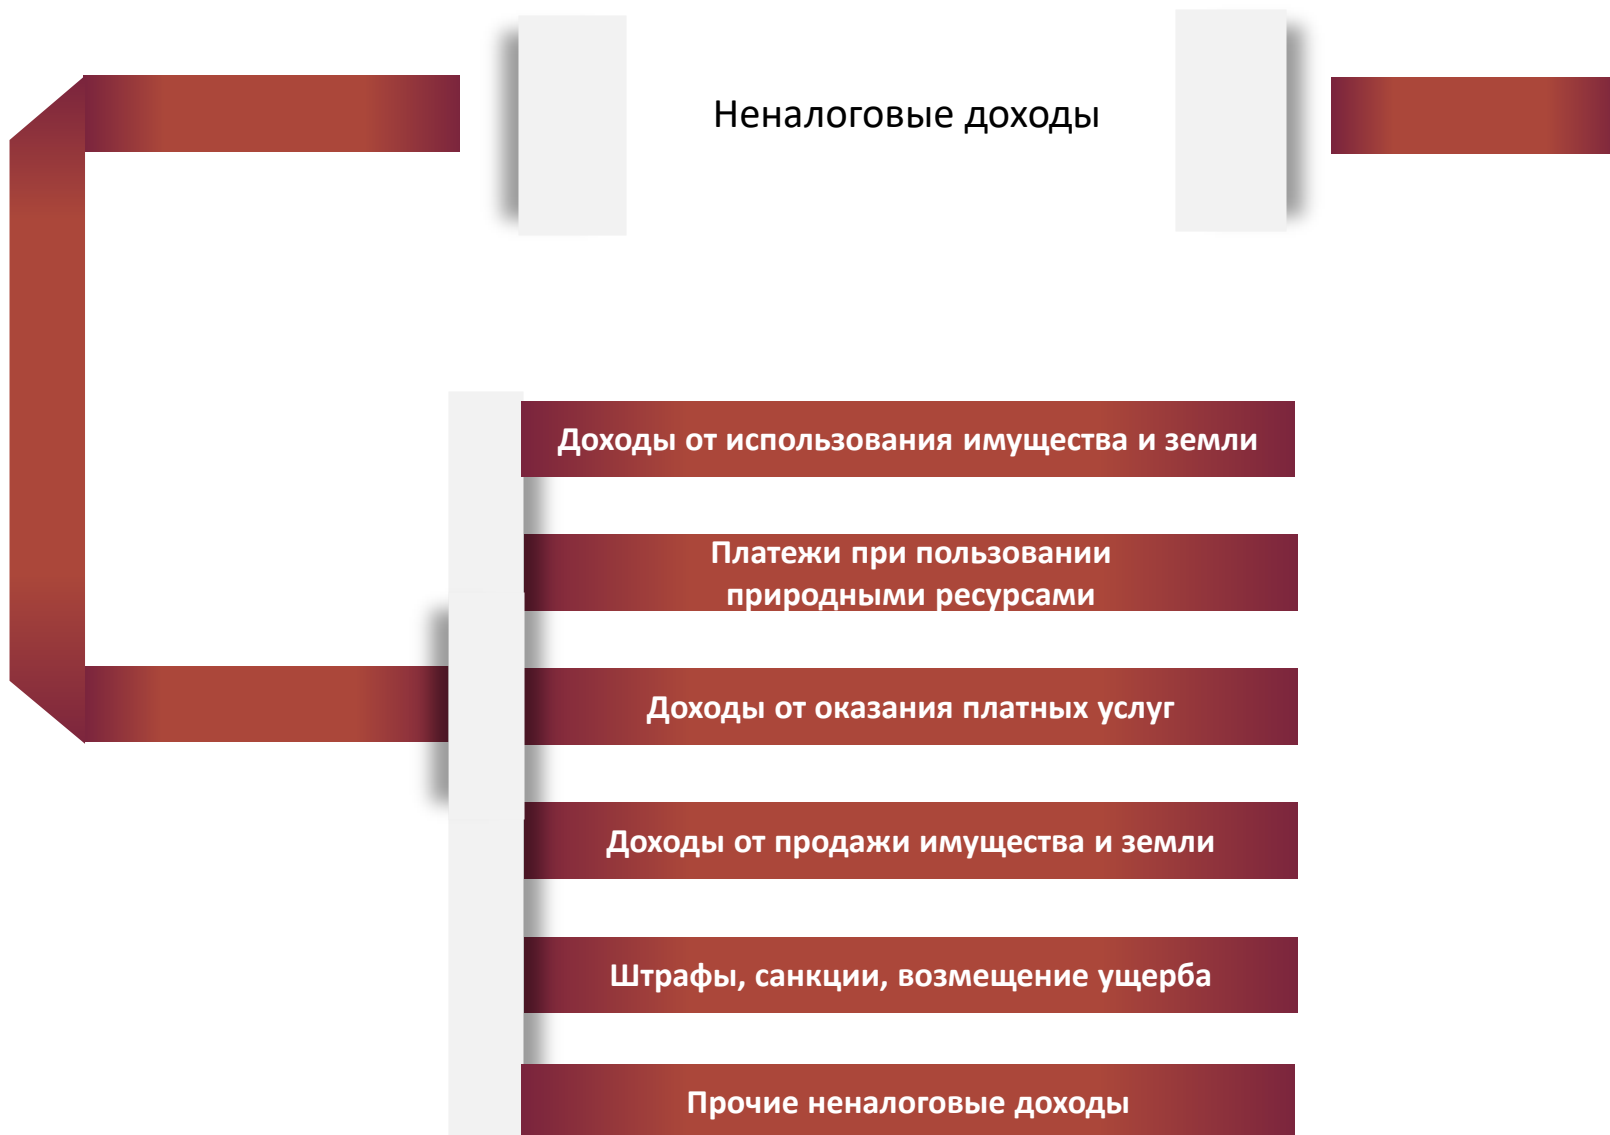 Неналоговые доходы
Доходы от использования имущества и земли
Платежи при пользовании
природными ресурсами
Доходы от оказания платных услуг
Доходы от продажи имущества и земли
Штрафы, санкции, возмещение ущерба
Прочие неналоговые доходы